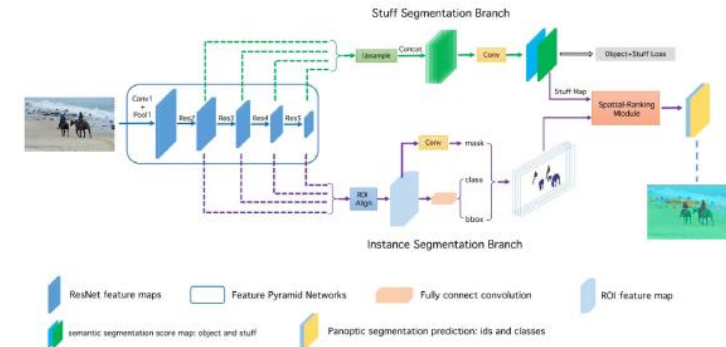 Stuff Segmentation Branch
Upsample
Concat
Conv
Object+Stuff Loss
Stuff Map
Spatial-Ranking
Module
Conv1
+
Pool1
Res2
Res3
Res4
Res5
ROI
Align
Conv
mask
class
bbox
Instance Segmentation Branch
ResNet feature maps
Feature Pyramid Networks
Fully connect convolution
ROI feature map
semantic segmentation score map: object and stuff
Panoptic segmentation prediction: ids and classes